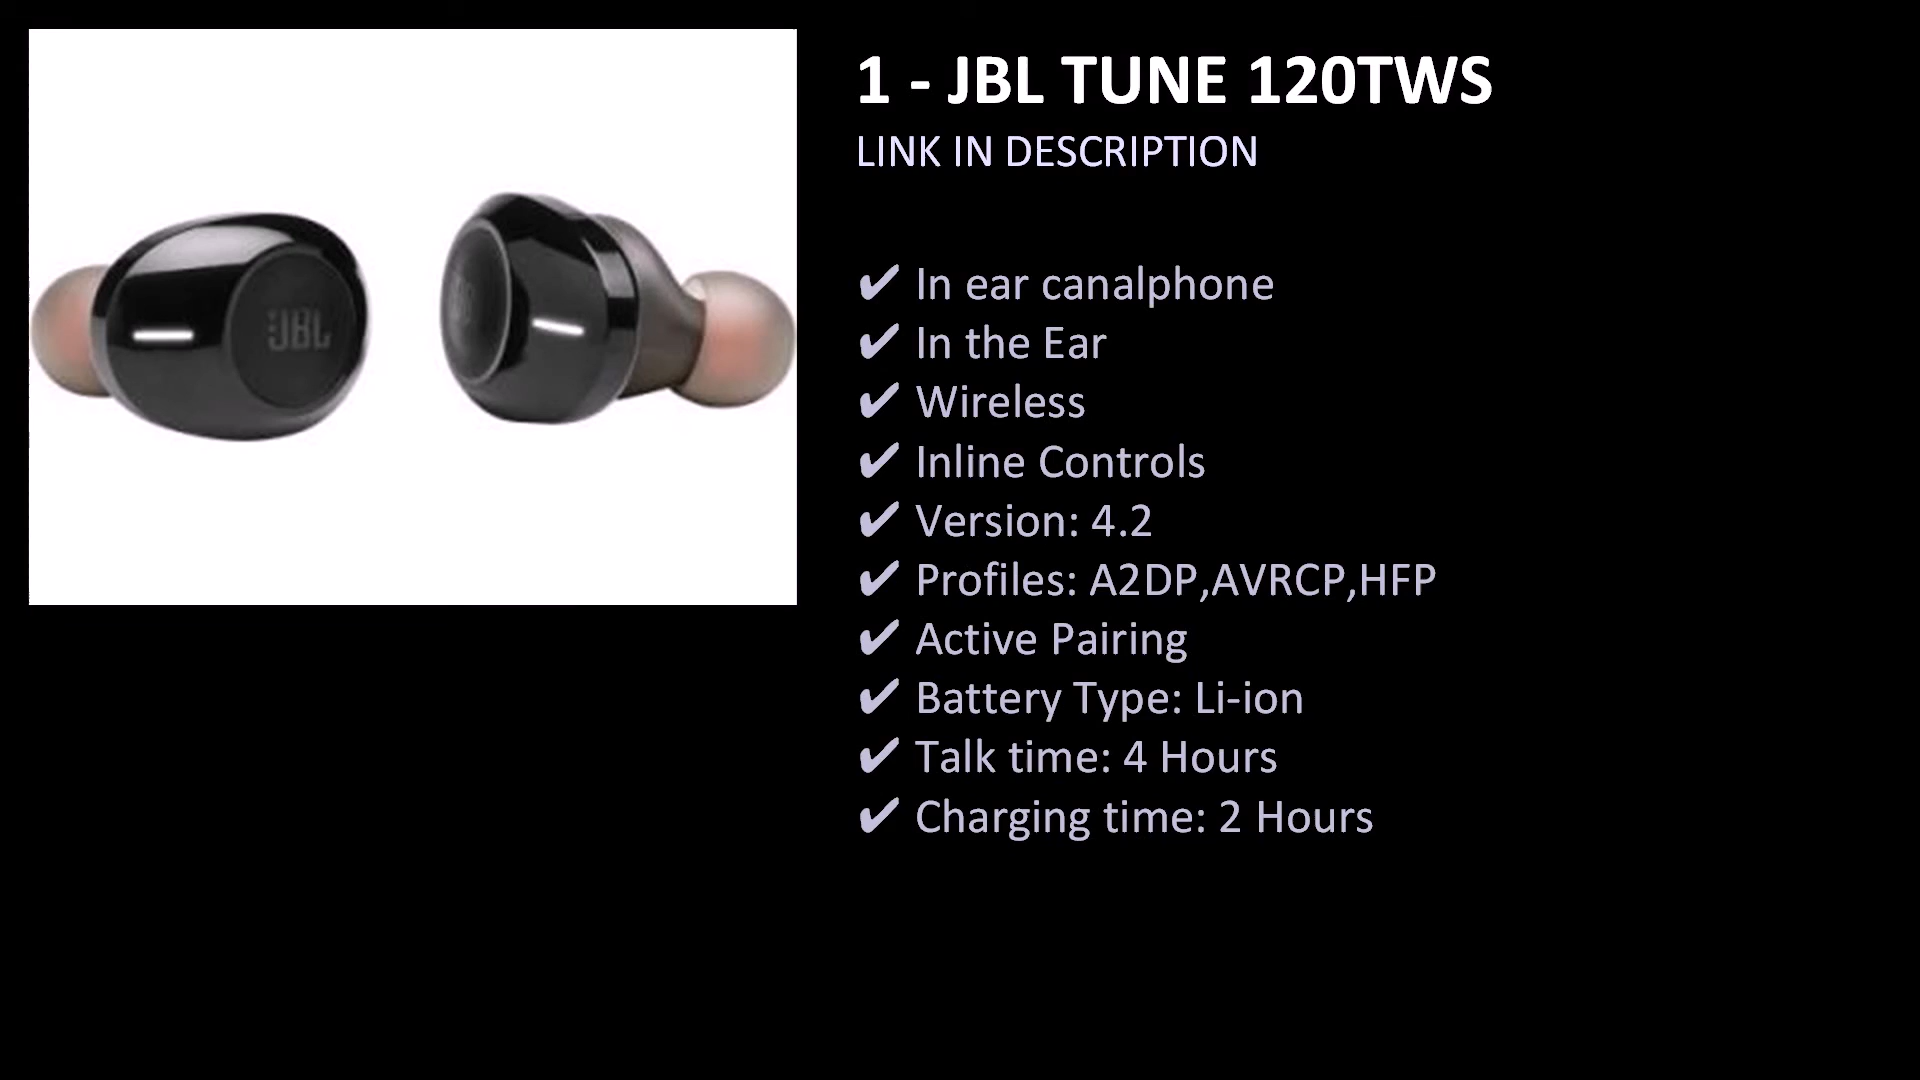 1 - JBL TUNE 120TWS
LINK IN DESCRIPTION
✔ In ear canalphone
✔ In the Ear
✔ Wireless
✔ Inline Controls
✔ Version: 4.2
✔ Profiles: A2DP,AVRCP,HFP
✔ Active Pairing
✔ Battery Type: Li-ion
✔ Talk time: 4 Hours
✔ Charging time: 2 Hours
JBL